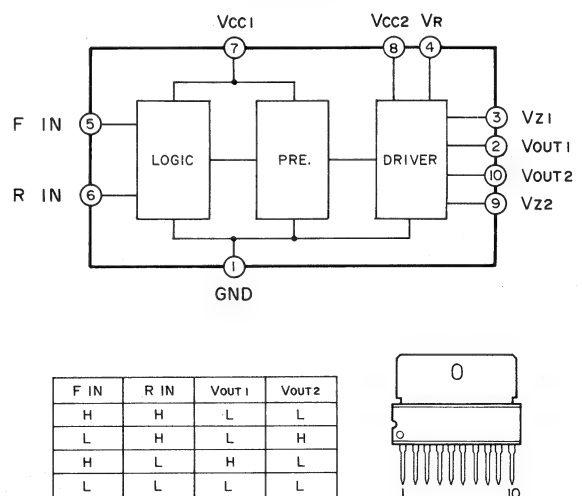 VCC1 VCC2 VR
7 8 4
F IN 5 3 VZ1
LOGIC PRE. DRIVER 2 VOUT1
R IN 6 10 VOUT2
9 VZ2
1
GND
F IN R IN VOUT1 VOUT2
H H L L
L H L H
H L H L
L L L L
1 10